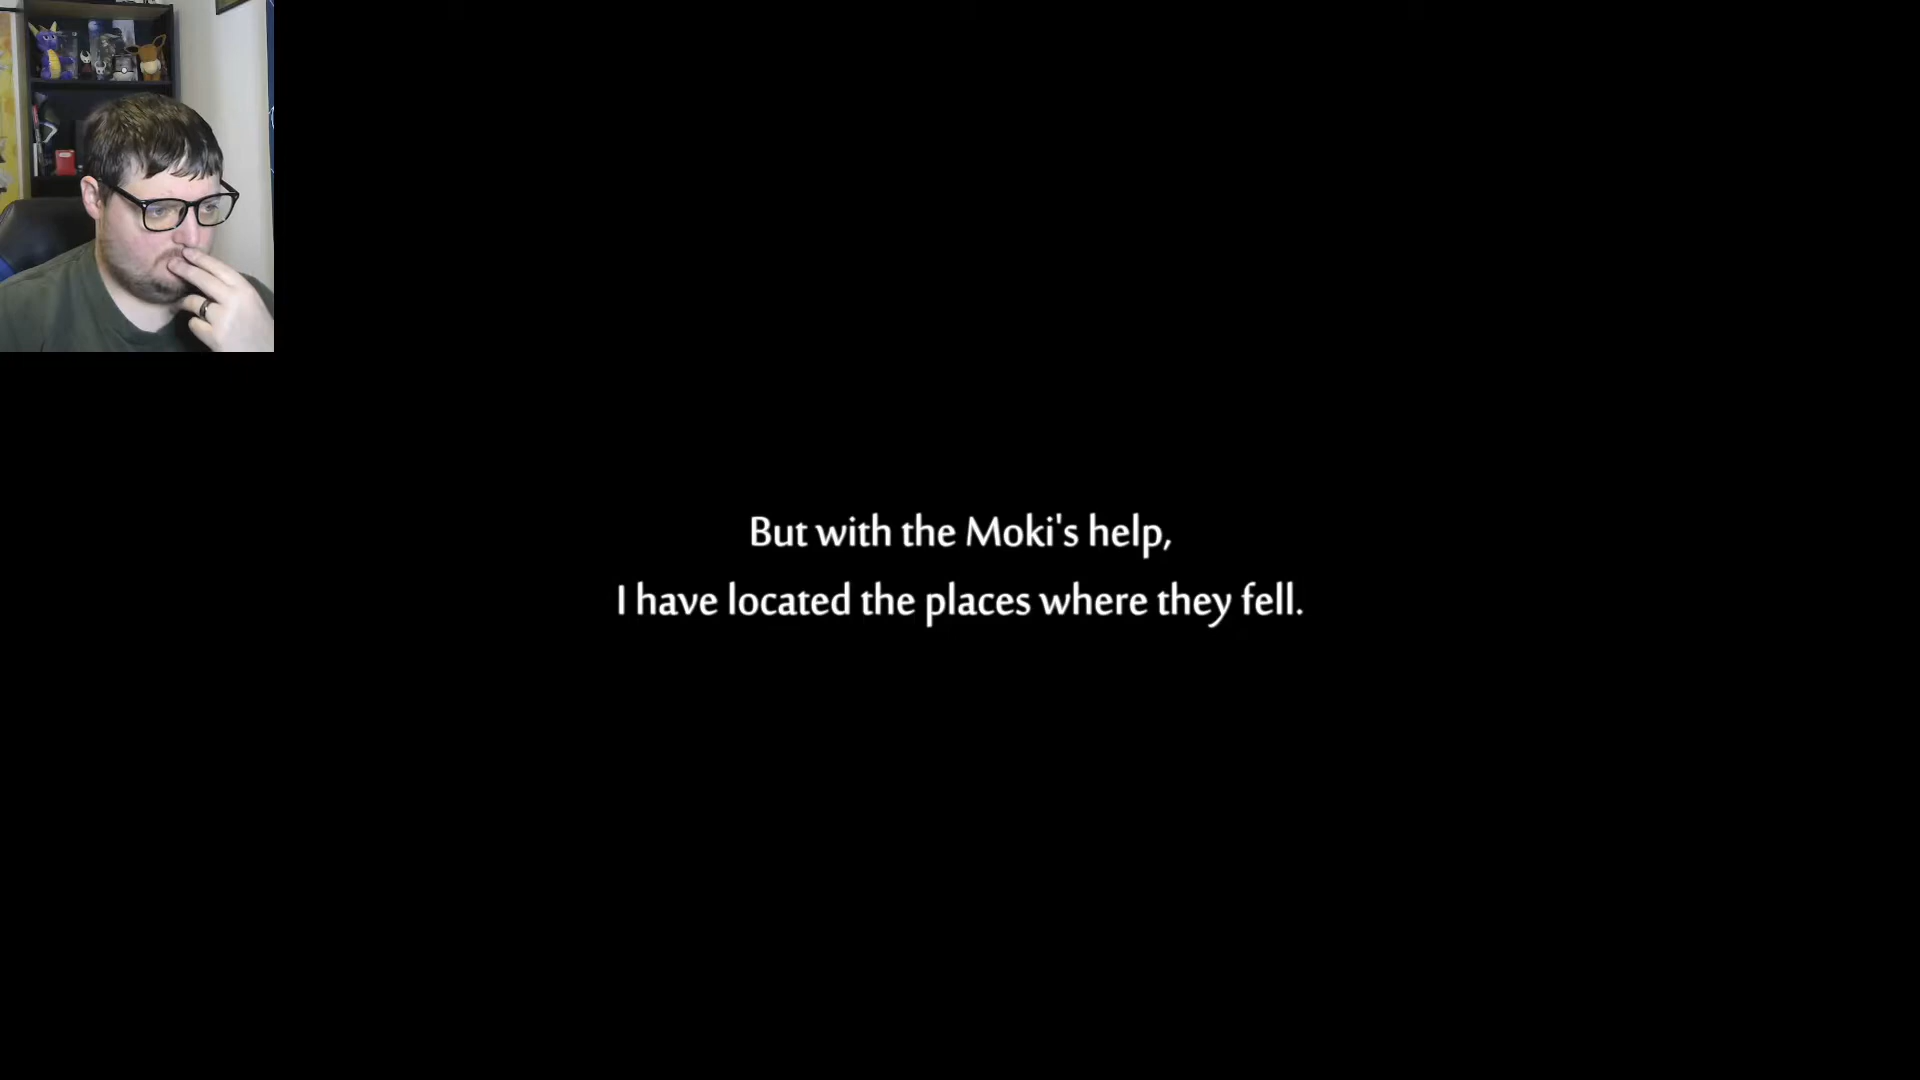 But with the Moki's help,
I have located the places where they fell.